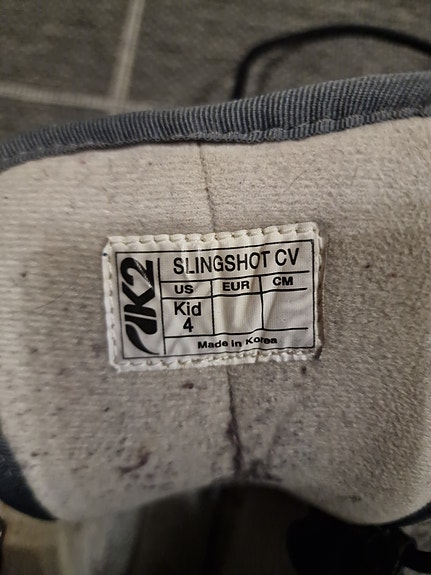 K2
SLINGSHOT CV
US EUR CM
Kid
4
Made in Korea